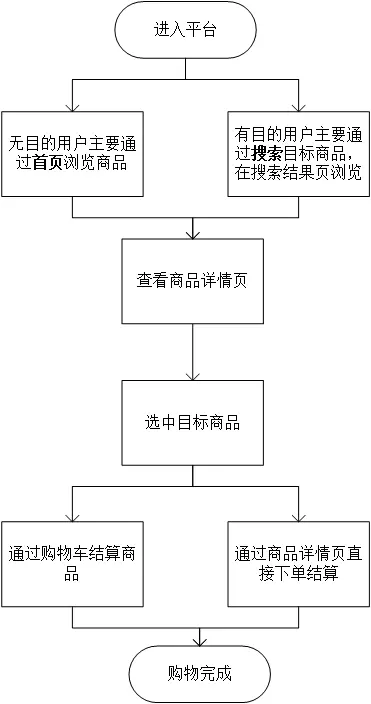 进入平台
无目的用户主要通
过首页浏览商品
有目的用户主要通
过搜索目标商品，
在搜索结果页浏览
查看商品详情页
选中目标商品
通过购物车结算商
品
通过商品详情页直
接下单结算
购物完成